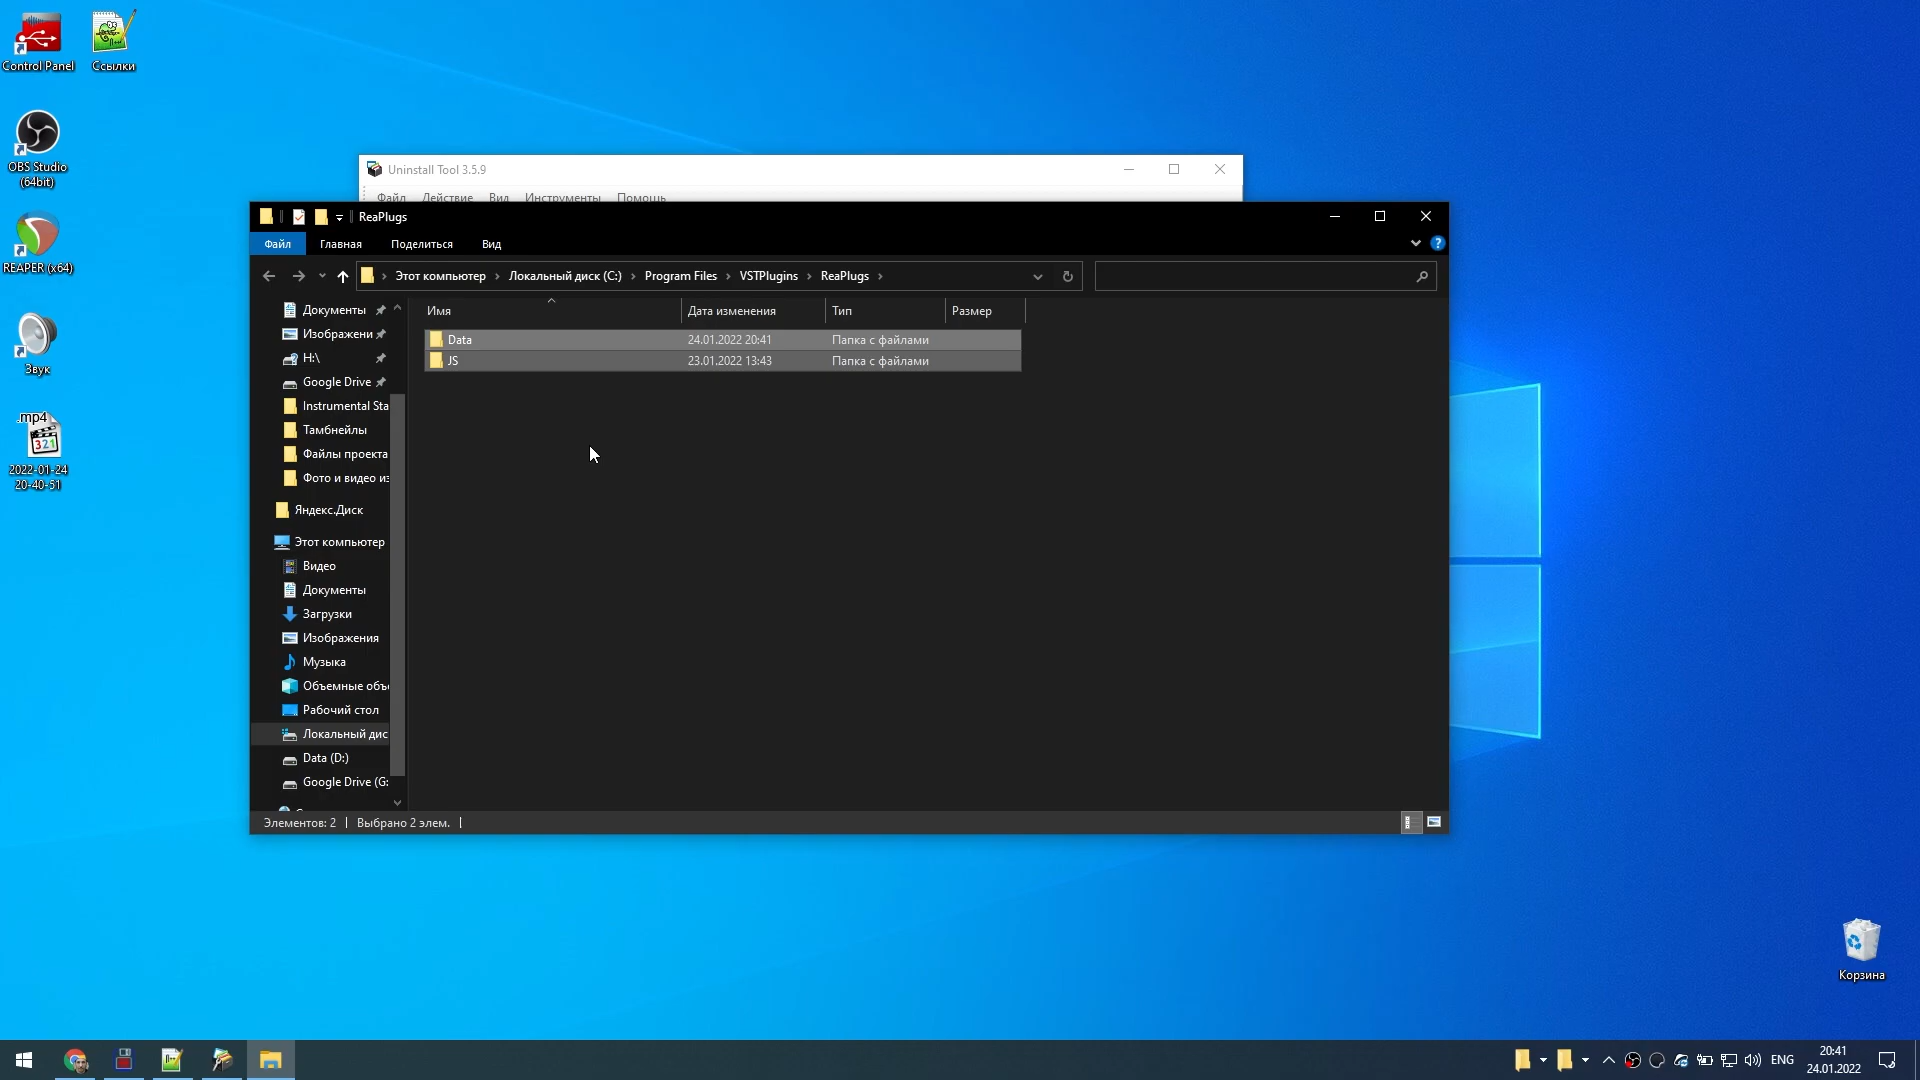 Control Panel
Ссылки
OBS Studio
(64bit)
REAPER (x64)
Звук
.mp4
321
2022-01-24
20-40-51
Uninstall Tool 3.5.9
Файл Действие Вид Инструменты Помощь
ReaPlugs
Файл Главная Поделиться Вид
Этот компьютер Локальный диск (C:) Program Files VSTPlugins ReaPlugs
Имя Дата изменения Тип Размер
Data 24.01.2022 20:41 Папка с файлами
JS 23.01.2022 13:43 Папка с файлами
Документы
Изображени
H:\
Google Drive
Instrumental Sta
Тамбнейлы
Файлы проекта
Фото и видео из
Яндекс.Диск
Этот компьютер
Видео
Документы
Загрузки
Изображения
Музыка
Объемные объ
Рабочий стол
Локальный дис
Data (D:)
Google Drive (G:
Элементов: 2 Выбрано 2 элем.
Корзина
ENG
20:41
24.01.2022